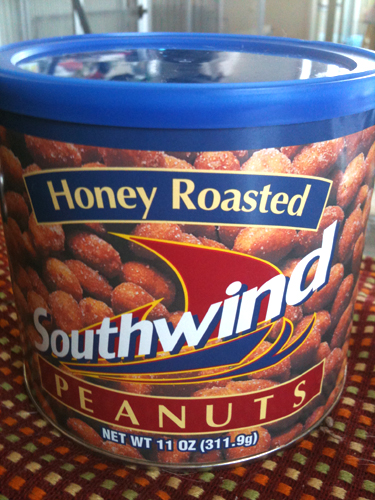 Honey Roasted
Southwind
PEANUTS
NET WT 11 OZ (311.9g)